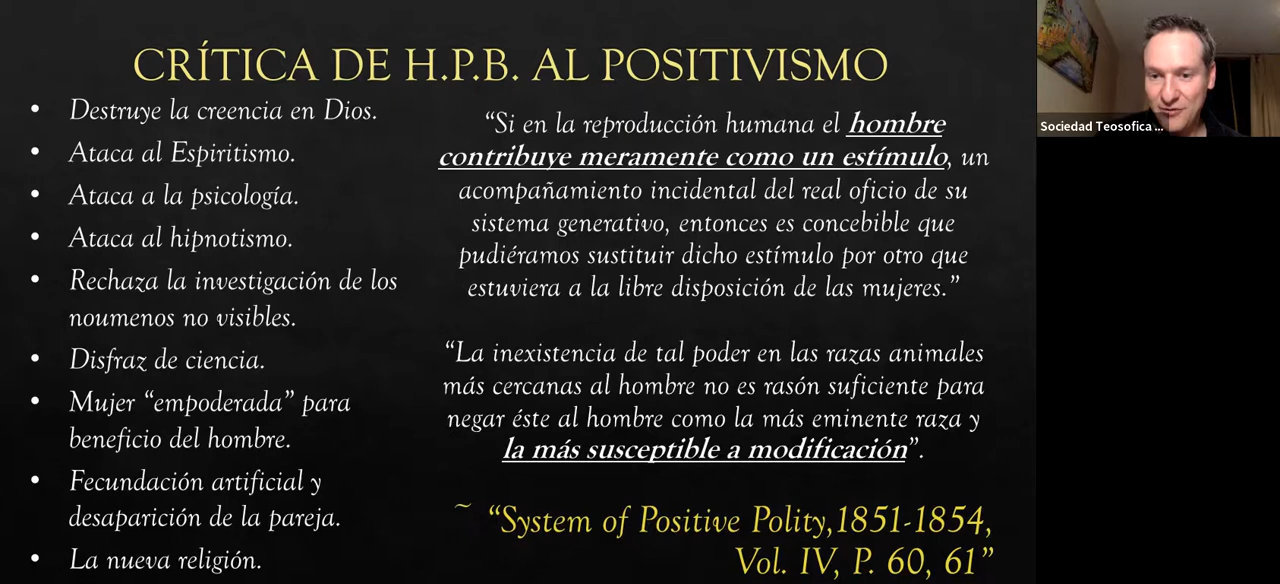 CRÍTICA DE H.P.B. AL POSITIVISMO
• Destruye la creencia en Dios.
• Ataca al Espiritismo.
• Ataca a la psicología.
• Ataca al hipnotismo.
• Rechaza la investigación de los
noumenos no visibles.
• Disfraz de ciencia.
• Mujer “empoderada” para
beneficio del hombre.
• Fecundación artificial y
desaparición de la pareja.
• La nueva religión.
“Si en la reproducción humana el hombre
contribuye meramente como un estímulo, un
acompañamiento incidental del real oficio de su
sistema generativo, entonces es concebible que
pudiéramos sustituir dicho estímulo por otro que
estuviera a la libre disposición de las mujeres.”
“La inexistencia de tal poder en las razas animales
más cercanas al hombre no es rasón suficiente para
negar éste al hombre como la más eminente raza y
la más susceptible a modificación”.
~ “System of Positive Polity,1851-1854,
Vol. IV, P. 60, 61”
Sociedad Teosofica ...